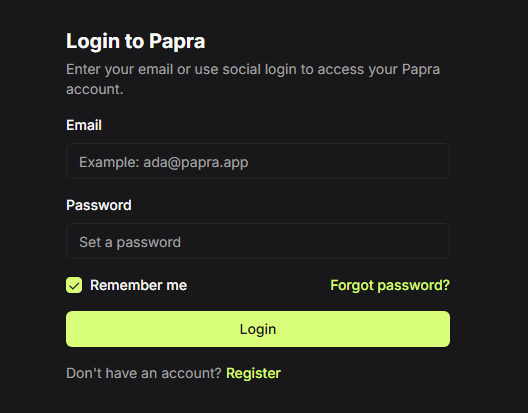 Login to Papra
Enter your email or use social login to access your Papra
account.
Email
Example: ada@papra.app
Password
Set a password
Remember me
Forgot password?
Login
Don't have an account? Register